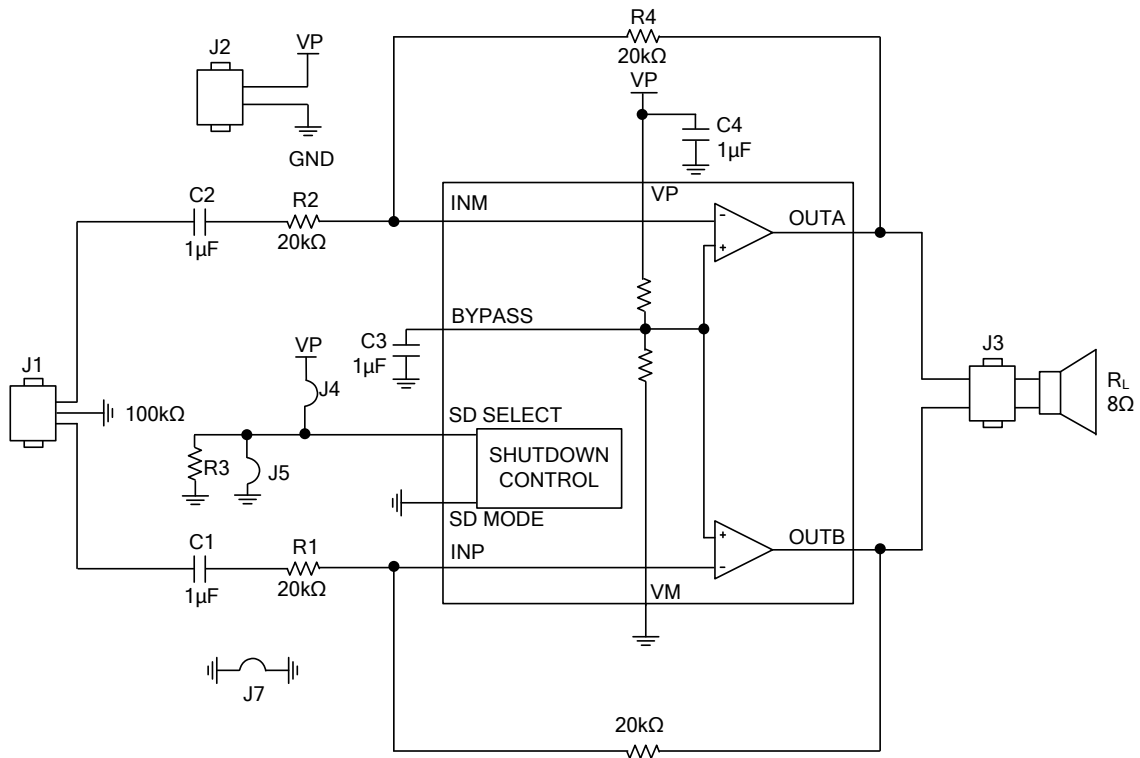 R4
20kΩ
J2
VP
GND
VP
C4
1µF
VP
C2
1µF
R2
20kΩ
INM
OUTA
BYPASS
C3
1µF
VP
J4
J1
100kΩ
SD SELECT
SHUTDOWN
CONTROL
R3
J5
SD MODE
J3
RL
8Ω
C1
1µF
R1
20kΩ
INP
OUTB
VM
J7
20kΩ
-
+
+
-